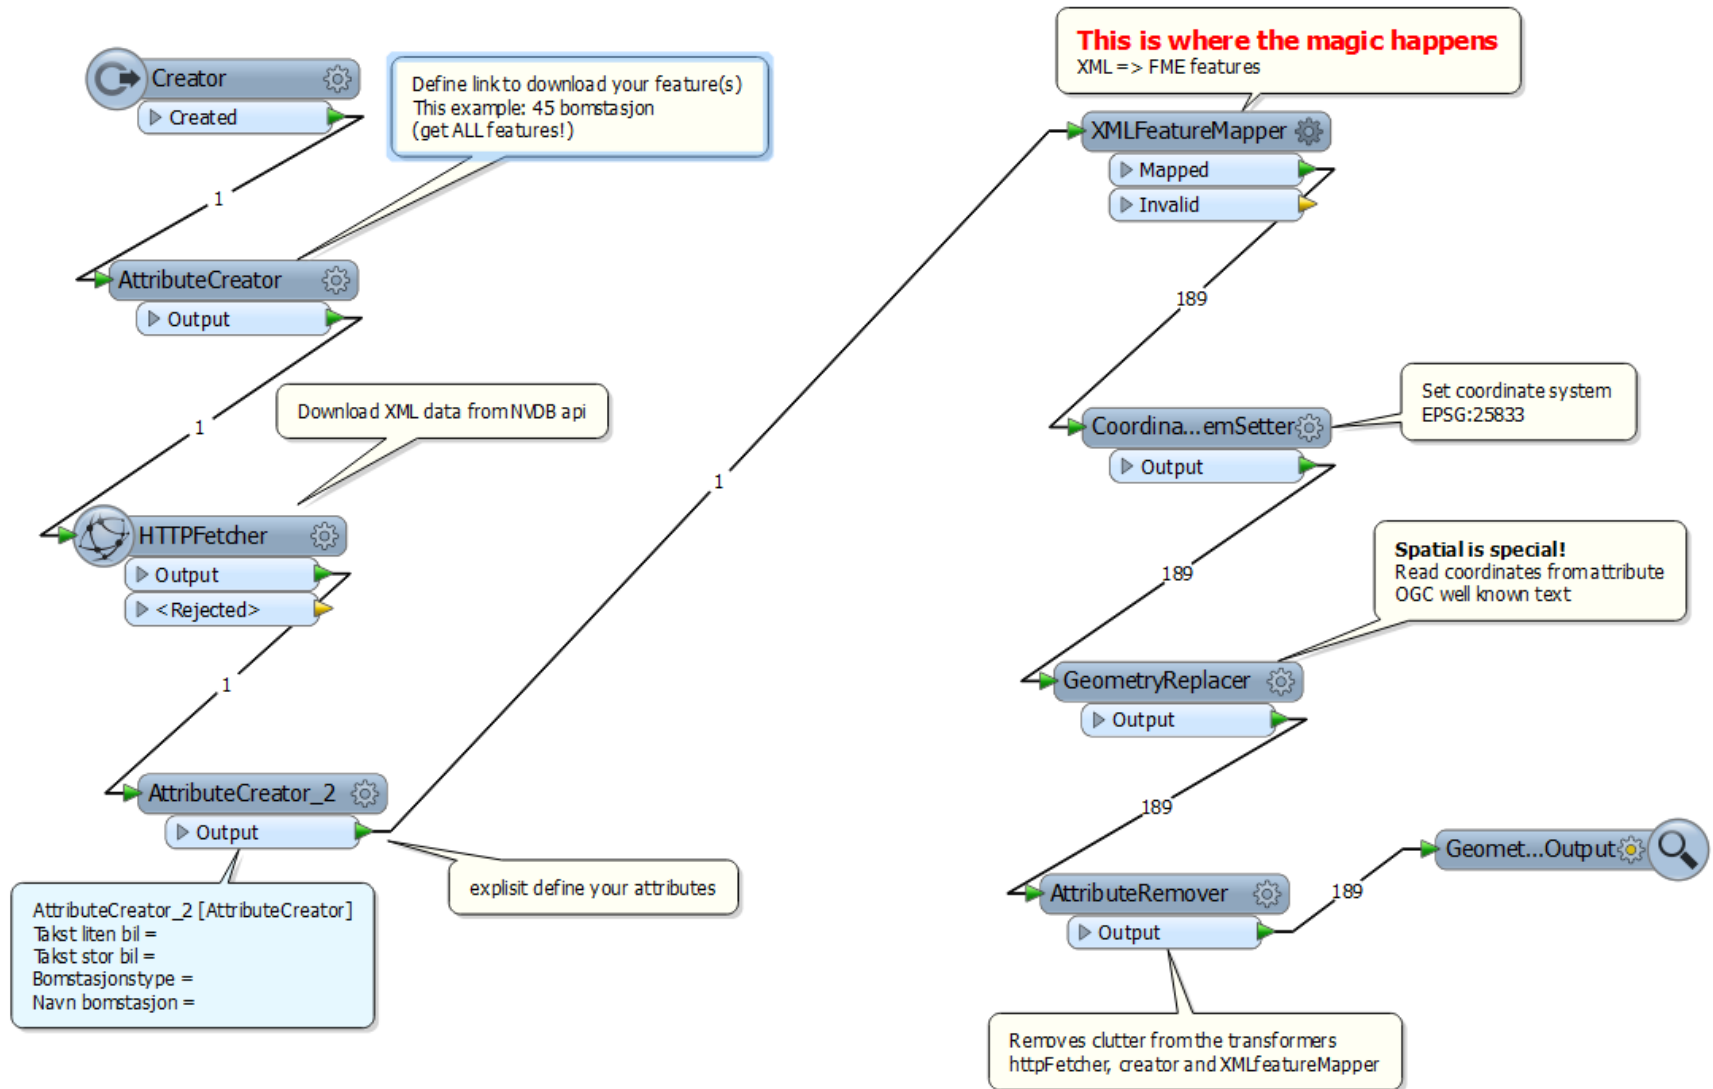 Creator
Created
Define link to download your feature(s)
This example: 45 bomstasjon
(get ALL features!)
1
AttributeCreator
Output
1
Download XML data from NVDB api
HTTPFetcher
Output
<Rejected>
1
AttributeCreator_2
Output
explisit define your attributes
AttributeCreator_2 [AttributeCreator]
Takst liten bil =
Takst stor bil =
Bomstasjonstype =
Navn bomstasjon =
1
This is where the magic happens
XML => FME features
XMLFeatureMapper
Mapped
Invalid
189
Set coordinate system
EPSG:25833
Coordina...emSetter
Output
189
Spatial is special!
Read coordinates from attribute
OGC well known text
GeometryReplacer
Output
189
AttributeRemover
Output
189
Geomet...Output
Removes clutter from the transformers
httpFetcher, creator and XMLfeatureMapper